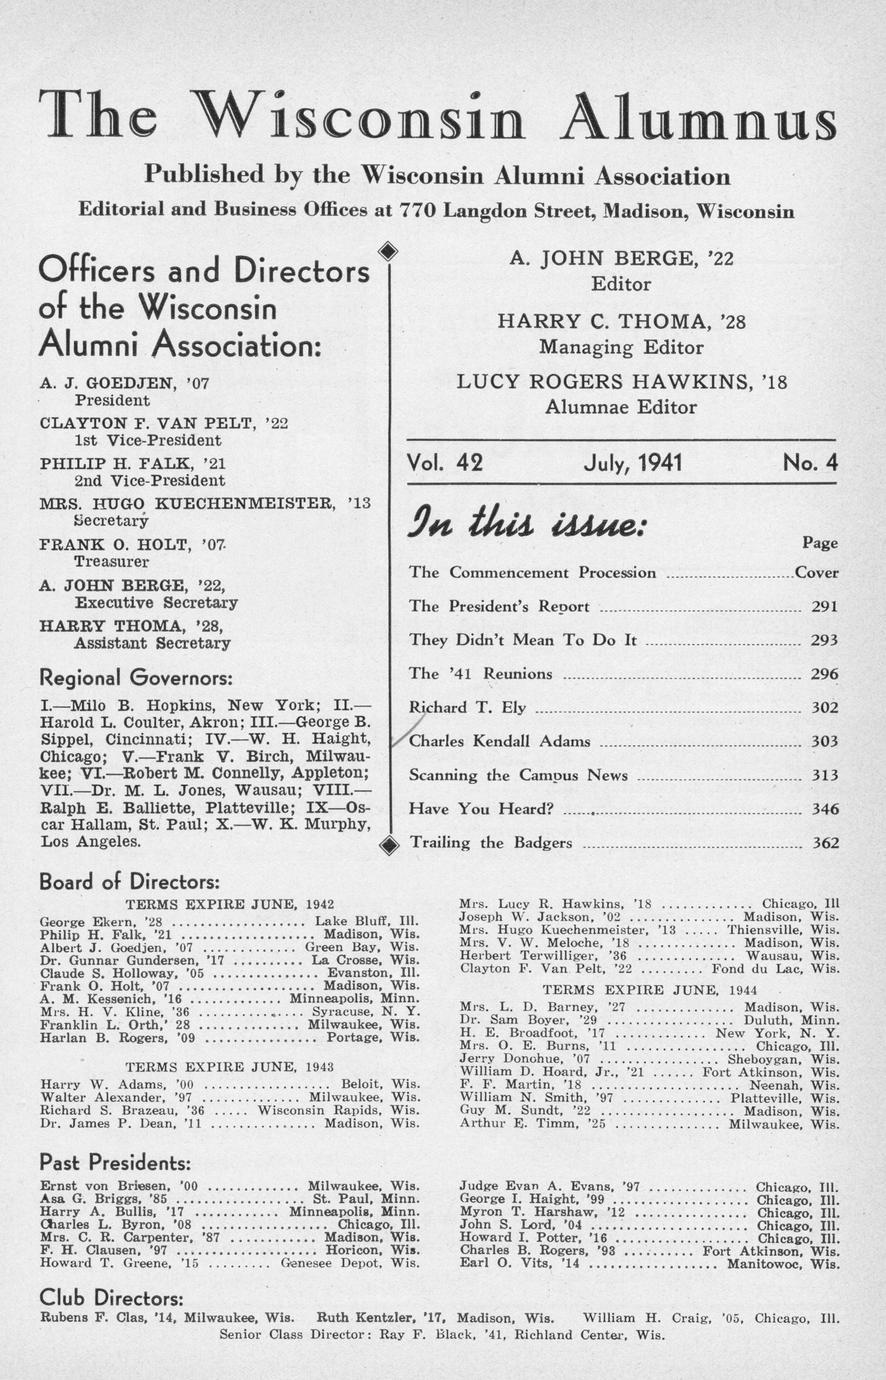 The Wisconsin Alumnus
Published by the Wisconsin Alumni Association
Editorial and Business Offices at 770 Langdon Street, Madison, Wisconsin
Officers and Directors
of the Wisconsin
Alumni Association:
A. J. GOEDJEN, '07
President
CLAYTON F. VAN PELT, '22
1st Vice-President
PHILIP H. FALK, '21
2nd Vice-President
MRS. HUGO KUECHENMEISTER, '13
Secretary
FRANK O. HOLT, '07
Treasurer
A. JOHN BERGE, '22,
Executive Secretary
HARRY THOMA, '28,
Assistant Secretary
Regional Governors:
I.—Milo B. Hopkins, New York; II.—
Harold L. Coulter, Akron; III.—George B.
Sippel, Cincinnati; IV.—W. H. Haight,
Chicago; V.—Frank V. Birch, Milwau-
kee; VI.—Robert M. Connelly, Appleton;
VII.—Dr. M. L. Jones, Wausau; VIII.—
Ralph E. Balliette, Platteville; IX—Os-
car Hallam, St. Paul; X.—W. K. Murphy,
Los Angeles.
A. JOHN BERGE, '22
Editor
HARRY C. THOMA, '28
Managing Editor
LUCY ROGERS HAWKINS, '18
Alumnae Editor
Vol. 42 July, 1941 No. 4
In this issue:
Page
The Commencement Procession ..........................Cover
The President's Report .......................................... 291
They Didn't Mean To Do It ................................. 293
The '41 Reunions .................................................. 296
Richard T. Ely ........................................................ 302
Charles Kendall Adams .......................................... 303
Scanning the Campus News .................................. 313
Have You Heard? .................................................. 346
Trailing the Badgers .............................................. 362
Board of Directors:
TERMS EXPIRE JUNE, 1942
George Ekern, '28 ................... Lake Bluff, Ill.
Philip H. Falk, '21 ................... Madison, Wis.
Albert J. Goedjen, '07 ............. Green Bay, Wis.
Dr. Gunnar Gundersen, '17 .......... La Crosse, Wis.
Claude S. Holloway, '05 ............... Evanston, Ill.
Frank O. Holt, '07 ................... Madison, Wis.
A. M. Kessenich, '16 ............ Minneapolis, Minn.
Mrs. H. V. Kline, '36 ................ Syracuse, N. Y.
Franklin L. Orth,' 28 .............. Milwaukee, Wis.
Harlan B. Rogers, '09 ................ Portage, Wis.
TERMS EXPIRE JUNE, 1943
Harry W. Adams, '00 .................. Beloit, Wis.
Walter Alexander, '97 .............. Milwaukee, Wis.
Richard S. Brazeau, '36 ..... Wisconsin Rapids, Wis.
Dr. James P. Dean, '11 ............... Madison, Wis.
Mrs. Lucy R. Hawkins, '18 ............. Chicago, Ill
Joseph W. Jackson, '02 ............... Madison, Wis.
Mrs. Hugo Kuechenmeister, '13 ..... Thiensville, Wis.
Mrs. V. W. Meloche, '18 .............. Madison, Wis.
Herbert Terwilliger, '36 .............. Wausau, Wis.
Clayton F. Van Pelt, '22 ......... Fond du Lac, Wis.
TERMS EXPIRE JUNE, 1944
Mrs. L. D. Barney, '27 .............. Madison, Wis.
Dr. Sam Boyer, '29 .................. Duluth, Minn.
H. E. Broadfoot, '17 ............. New York, N. Y.
Mrs. O. E. Burns, '11 ................. Chicago, Ill.
Jerry Donohue, '07 ................. Sheboygan, Wis.
William D. Hoard, Jr., '21 ...... Fort Atkinson, Wis.
F. F. Martin, '18 ..................... Neenah, Wis.
William N. Smith, '97 ............. Platteville, Wis.
Guy M. Sundt, '22 ..................... Madison, Wis.
Arthur E. Timm, '25 ............... Milwaukee, Wis.
Past Presidents:
Ernst von Briesen, '00 ............. Milwaukee, Wis.
Asa G. Briggs, '85 .................. St. Paul, Minn.
Harry A. Bullis, '17 ............. Minneapolis, Minn.
Charles L. Byron, '08 .................. Chicago, Ill.
Mrs. C. R. Carpenter, '87 ............ Madison, Wis.
F. H. Clausen, '97 .................... Horicon, Wis.
Howard T. Greene, '15 ......... Genesee Depot, Wis.
Judge Evan A. Evans, '97 .............. Chicago, Ill.
George I. Haight, '99 ................... Chicago, Ill.
Myron T. Harshaw, '12 ................ Chicago, Ill.
John S. Lord, '04 ...................... Chicago, Ill.
Howard I. Potter, '16 ................... Chicago, Ill.
Charles B. Rogers, '93 .......... Fort Atkinson, Wis.
Earl O. Vits, '14 .................. Manitowoc, Wis.
Club Directors:
Rubens F. Clas, '14, Milwaukee, Wis. Ruth Kentzler, '17, Madison, Wis. William H. Craig, '05, Chicago, Ill.
Senior Class Director: Ray F. Black, '41, Richland Center, Wis.